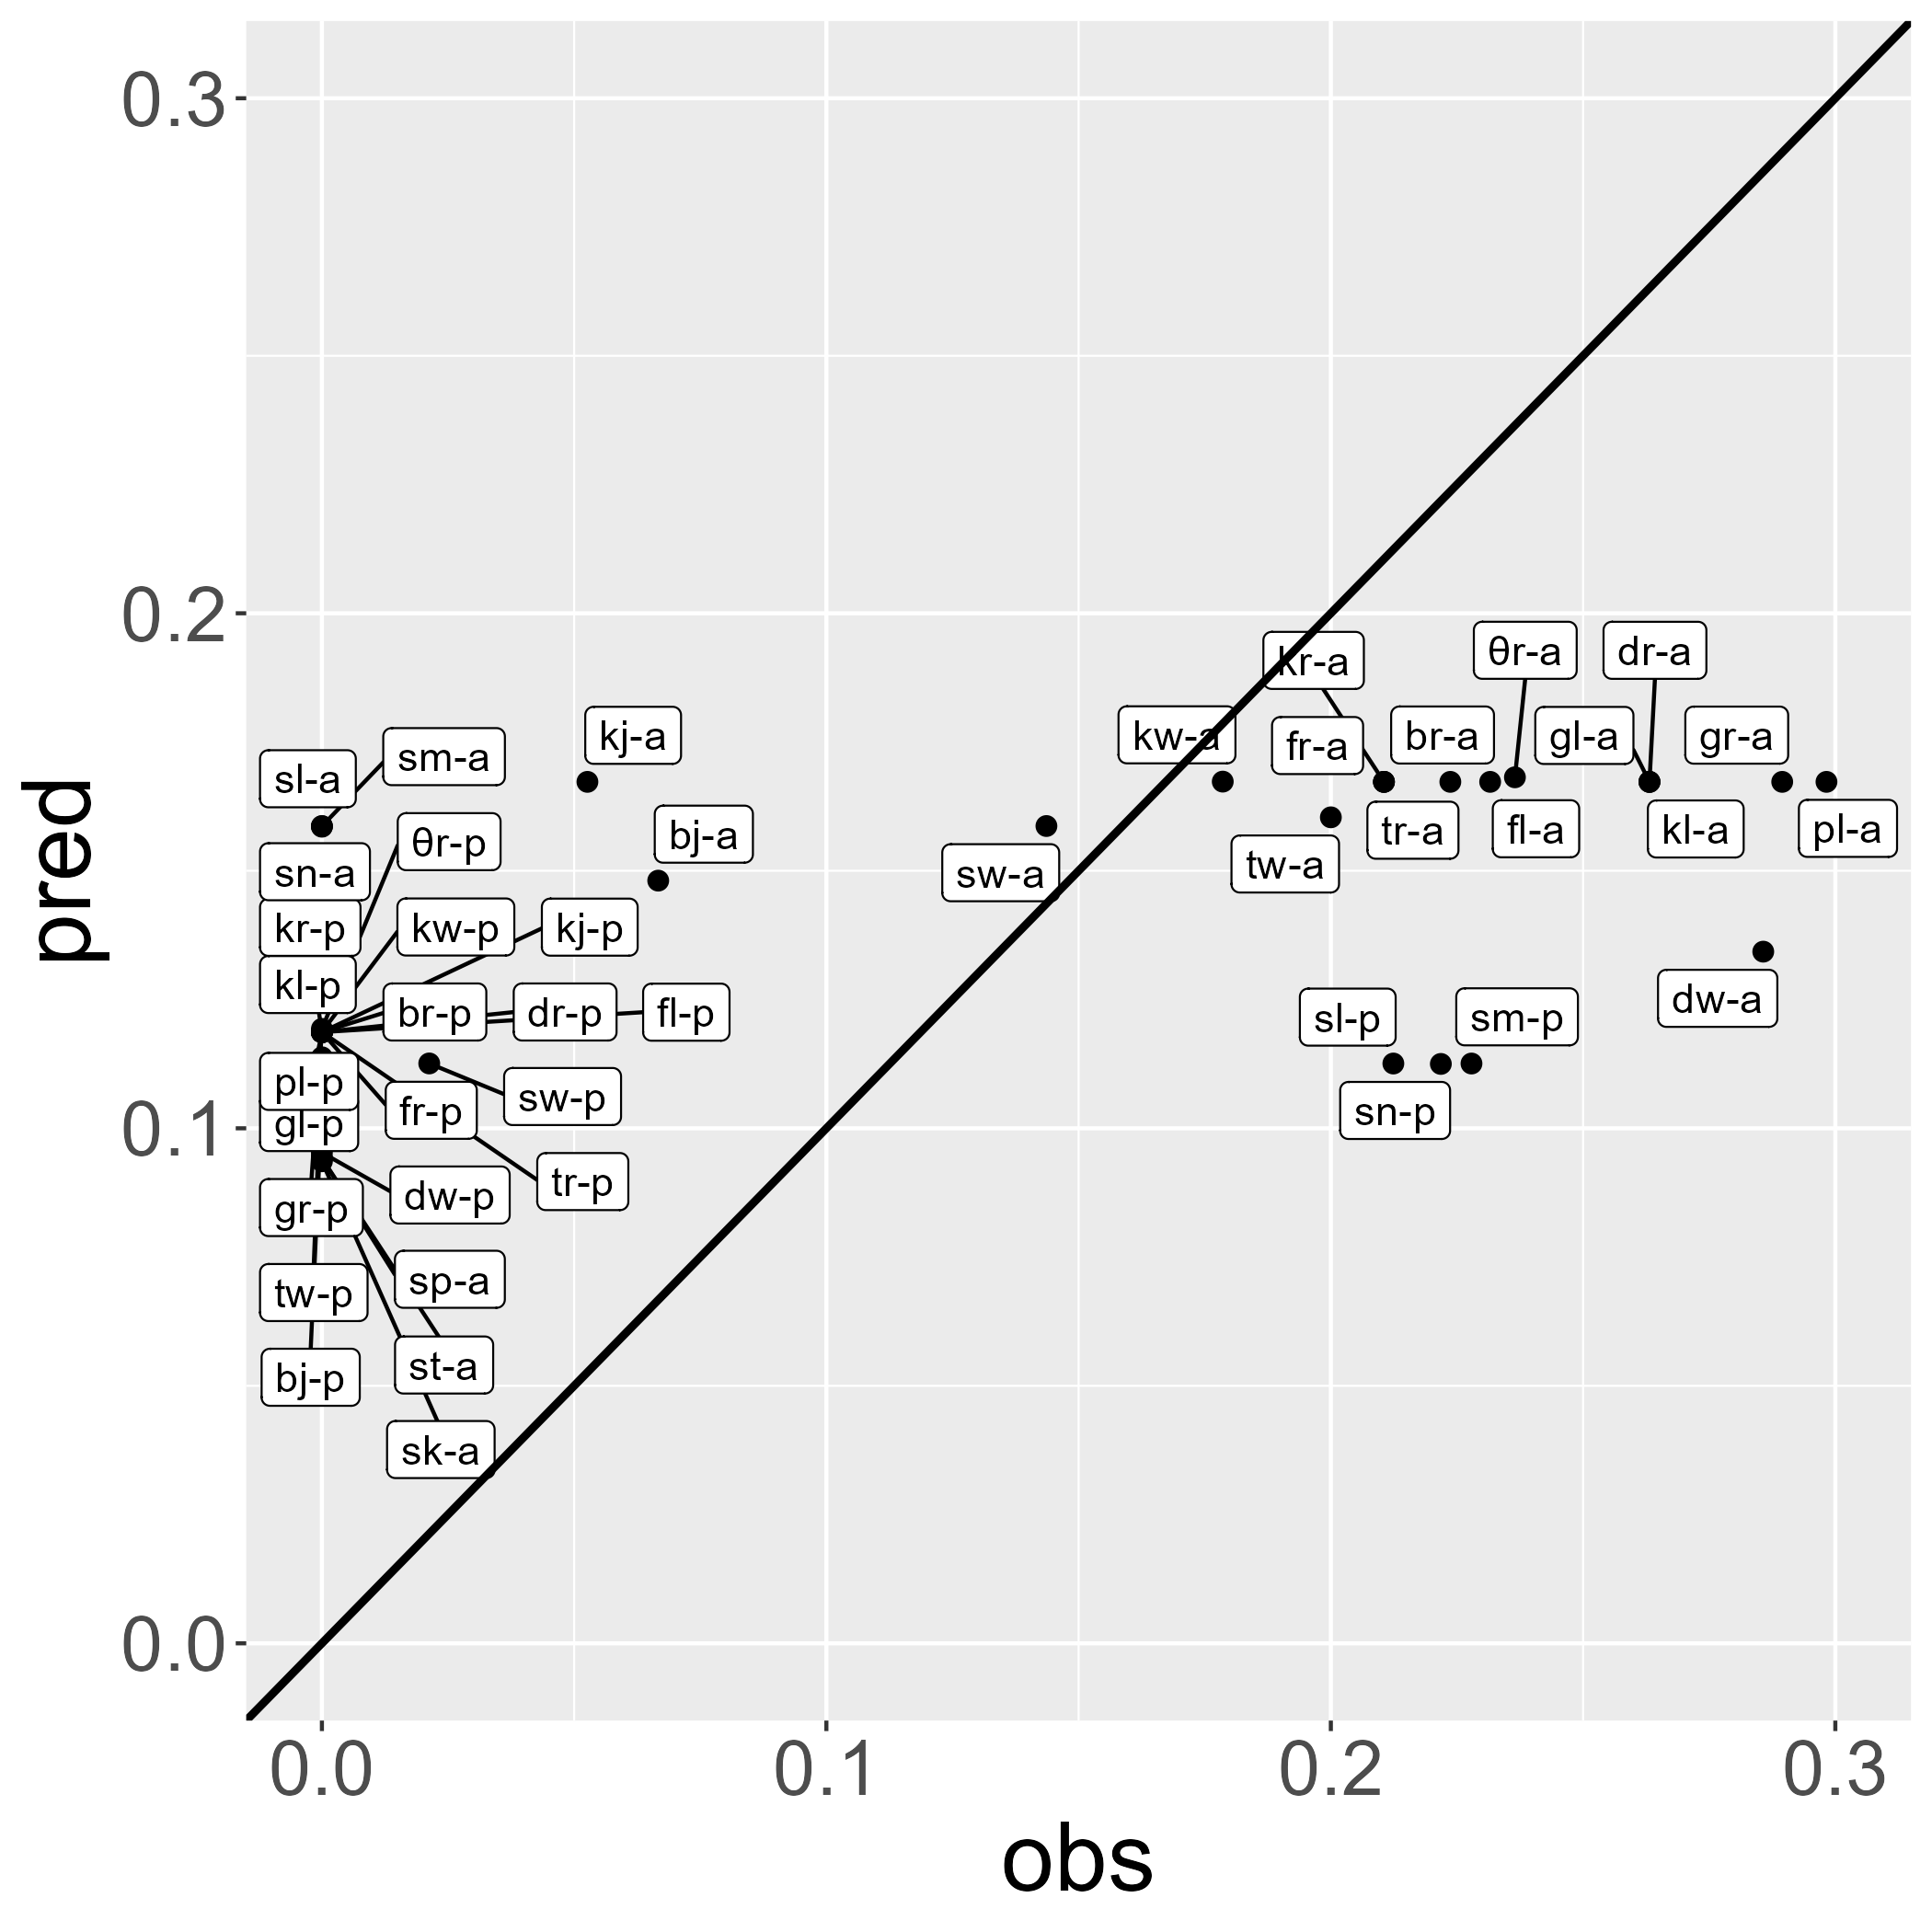 0.3
0.2
0.1
0.0
pred
kr-a
θr-a
dr-a
kj-a
kw-a
fr-a
br-a
gl-a
gr-a
sm-a
sl-a
θr-p
bj-a
tr-a
fl-a
kl-a
pl-a
sn-a
sw-a
tw-a
kr-p
kw-p
kj-p
kl-p
br-p
dr-p
fl-p
sl-p
sm-p
dw-a
pl-p
gl-p
fr-p
sw-p
sn-p
tr-p
dw-p
gr-p
sp-a
tw-p
st-a
bj-p
sk-a
0.0
0.1
0.2
0.3
obs